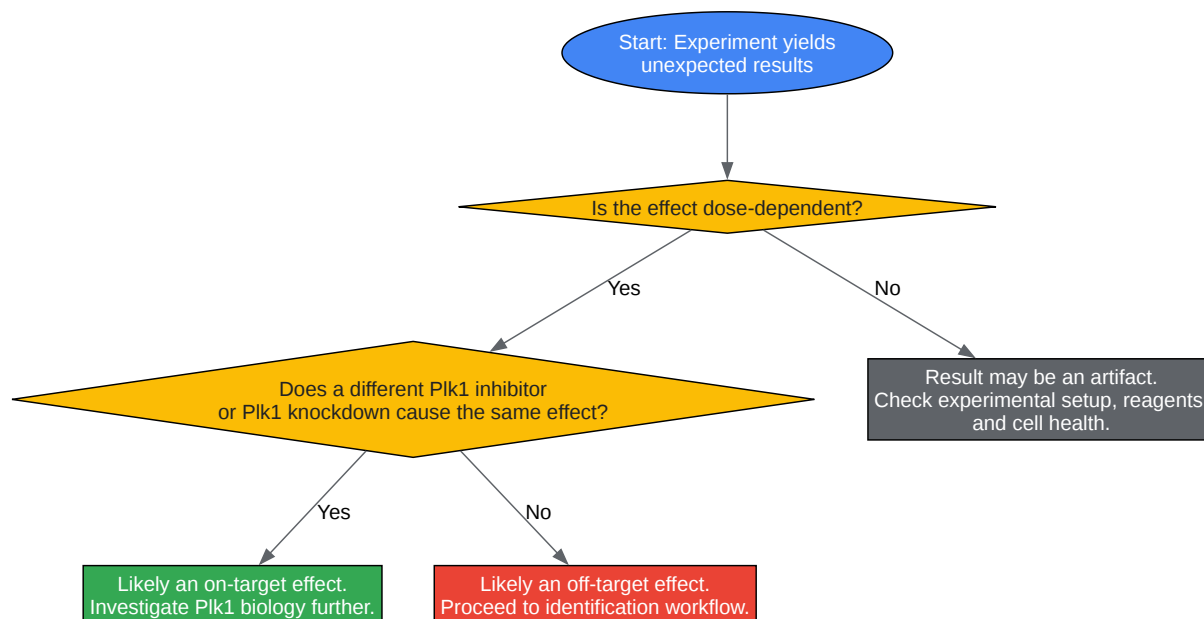 Start: Experiment yields
unexpected results
Is the effect dose-dependent?
Yes
No
Does a different Plk1 inhibitor
or Plk1 knockdown cause the same effect?
Result may be an artifact.
Check experimental setup, reagents
and cell health.
Yes
No
Likely an on-target effect.
Investigate Plk1 biology further.
Likely an off-target effect.
Proceed to identification workflow.